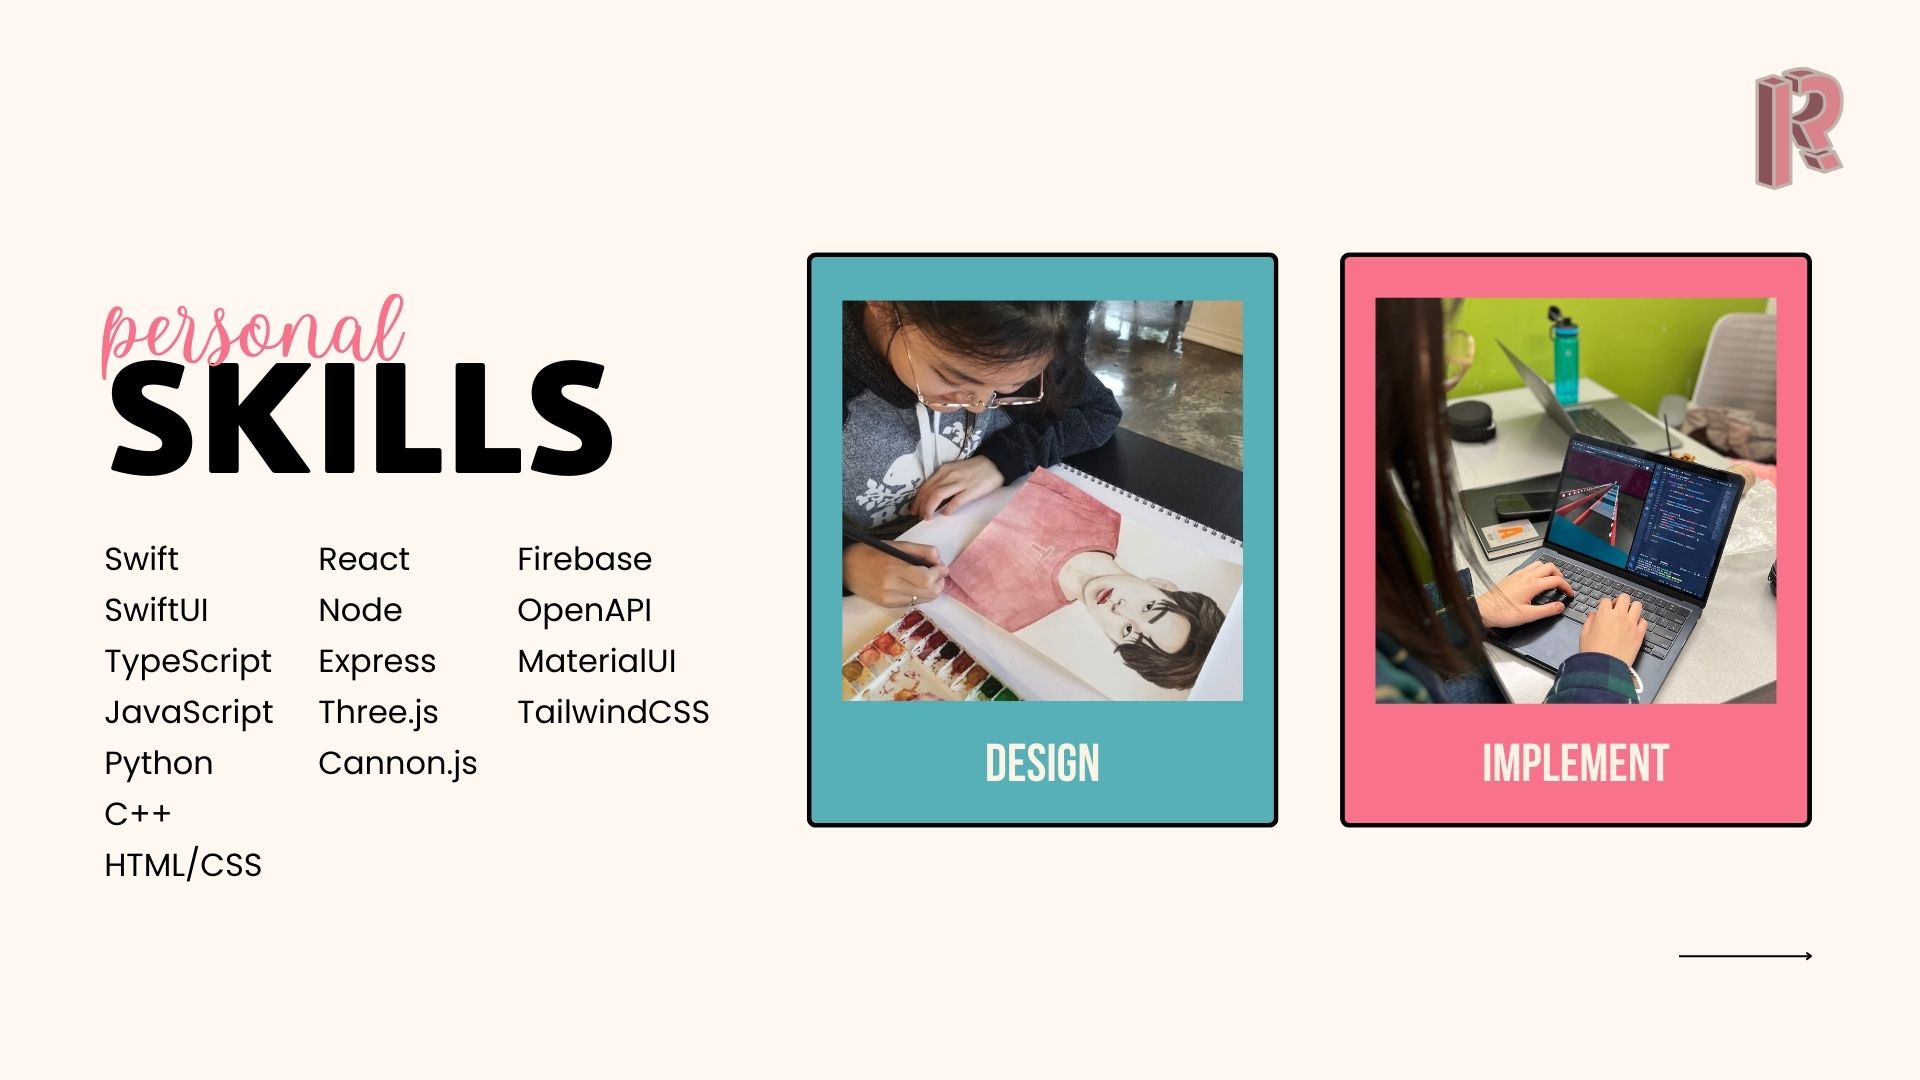 personal
SKILLS
Swift
SwiftUI
TypeScript
JavaScript
Python
C++
HTML/CSS
React
Node
Express
Three.js
Cannon.js
Firebase
OpenAPI
MaterialUI
TailwindCSS
DESIGN
IMPLEMENT
R